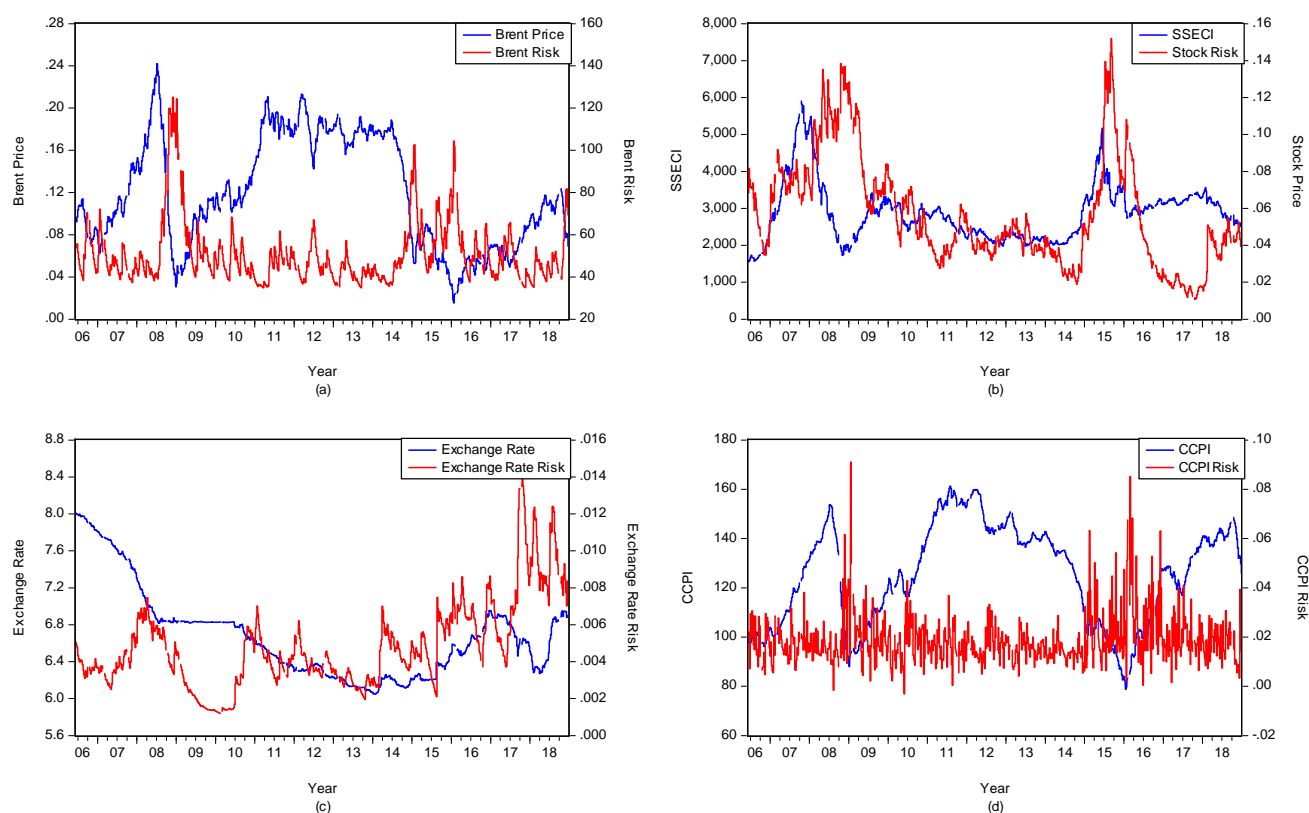 .28
.24
.20
.16
.12
.08
.04
.00
160
140
120
100
80
60
40
20
Brent Price
Brent Risk
Brent Price
Brent Risk
06 07 08 09 10 11 12 13 14 15 16 17 18
Year
(a)
8,000
7,000
6,000
5,000
4,000
3,000
2,000
1,000
0
.16
.14
.12
.10
.08
.06
.04
.02
.00
SSECI
Stock Risk
SSECI
Stock Price
06 07 08 09 10 11 12 13 14 15 16 17 18
Year
(b)
8.8
8.4
8.0
7.6
7.2
6.8
6.4
6.0
5.6
.016
.014
.012
.010
.008
.006
.004
.002
.000
Exchange Rate
Exchange Rate Risk
Exchange Rate
Exchange Rate Risk
06 07 08 09 10 11 12 13 14 15 16 17 18
Year
(c)
180
160
140
120
100
80
60
.10
.08
.06
.04
.02
.00
-.02
CCPI
CCPI Risk
CCPI
CCPI Risk
06 07 08 09 10 11 12 13 14 15 16 17 18
Year
(d)